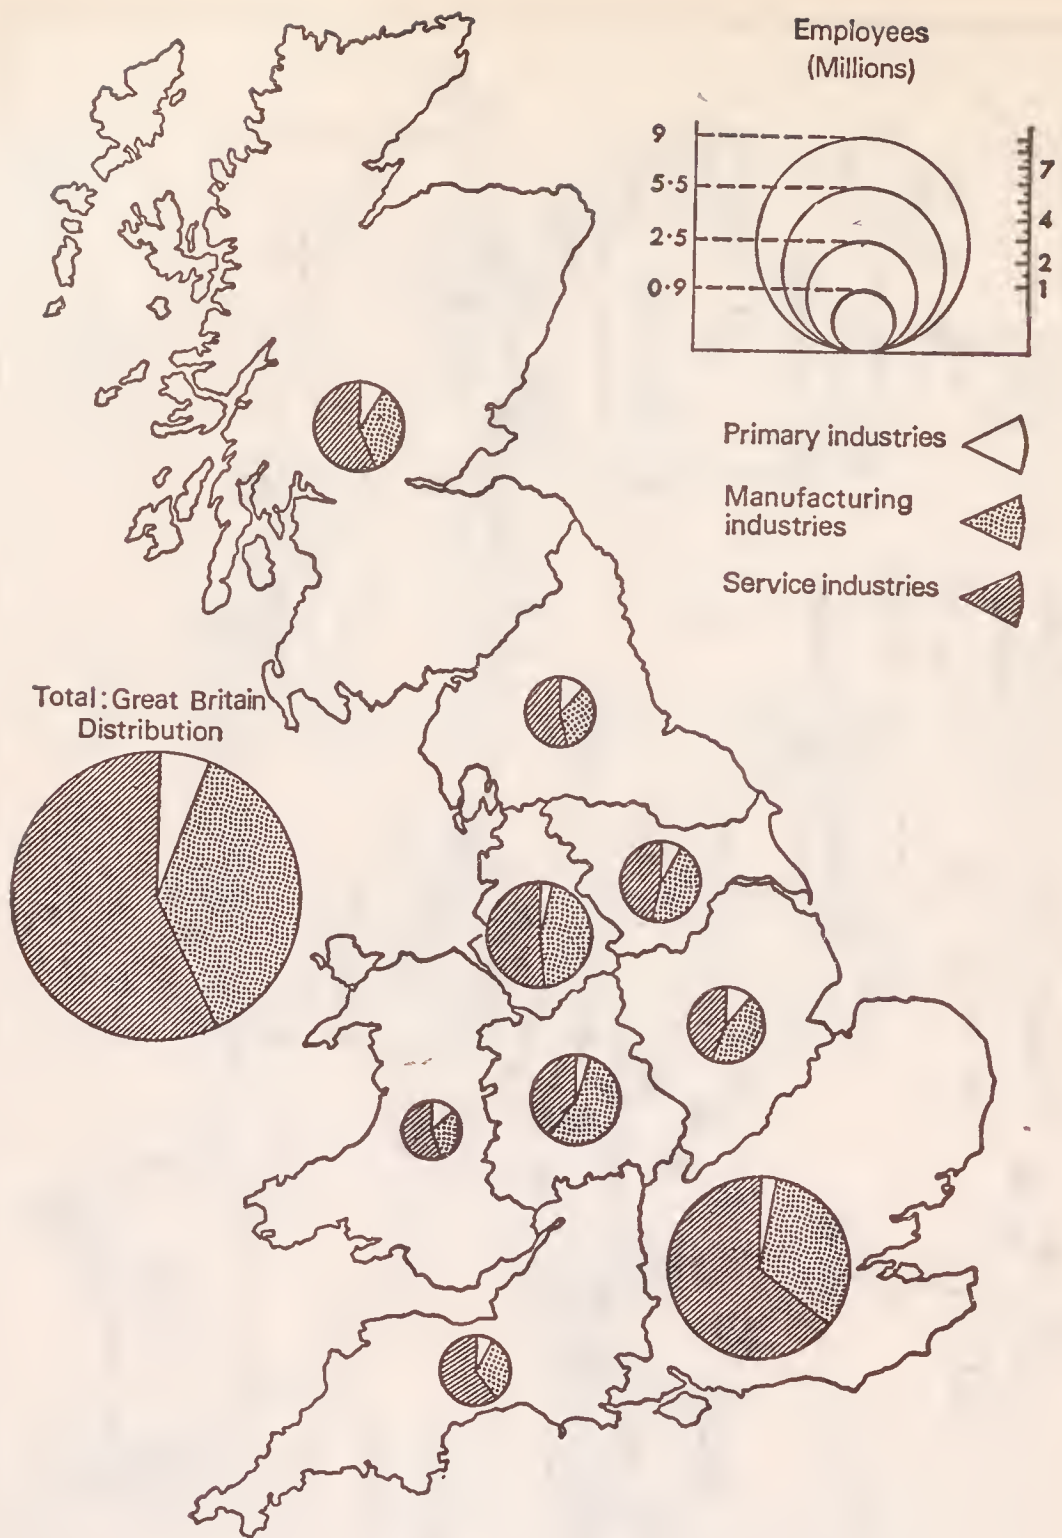 Employees
(Millions)
9
5·5
2·5
0·9
7
4
2
1
Primary industries
Manufacturing
industries
Service industries
Total: Great Britain
Distribution